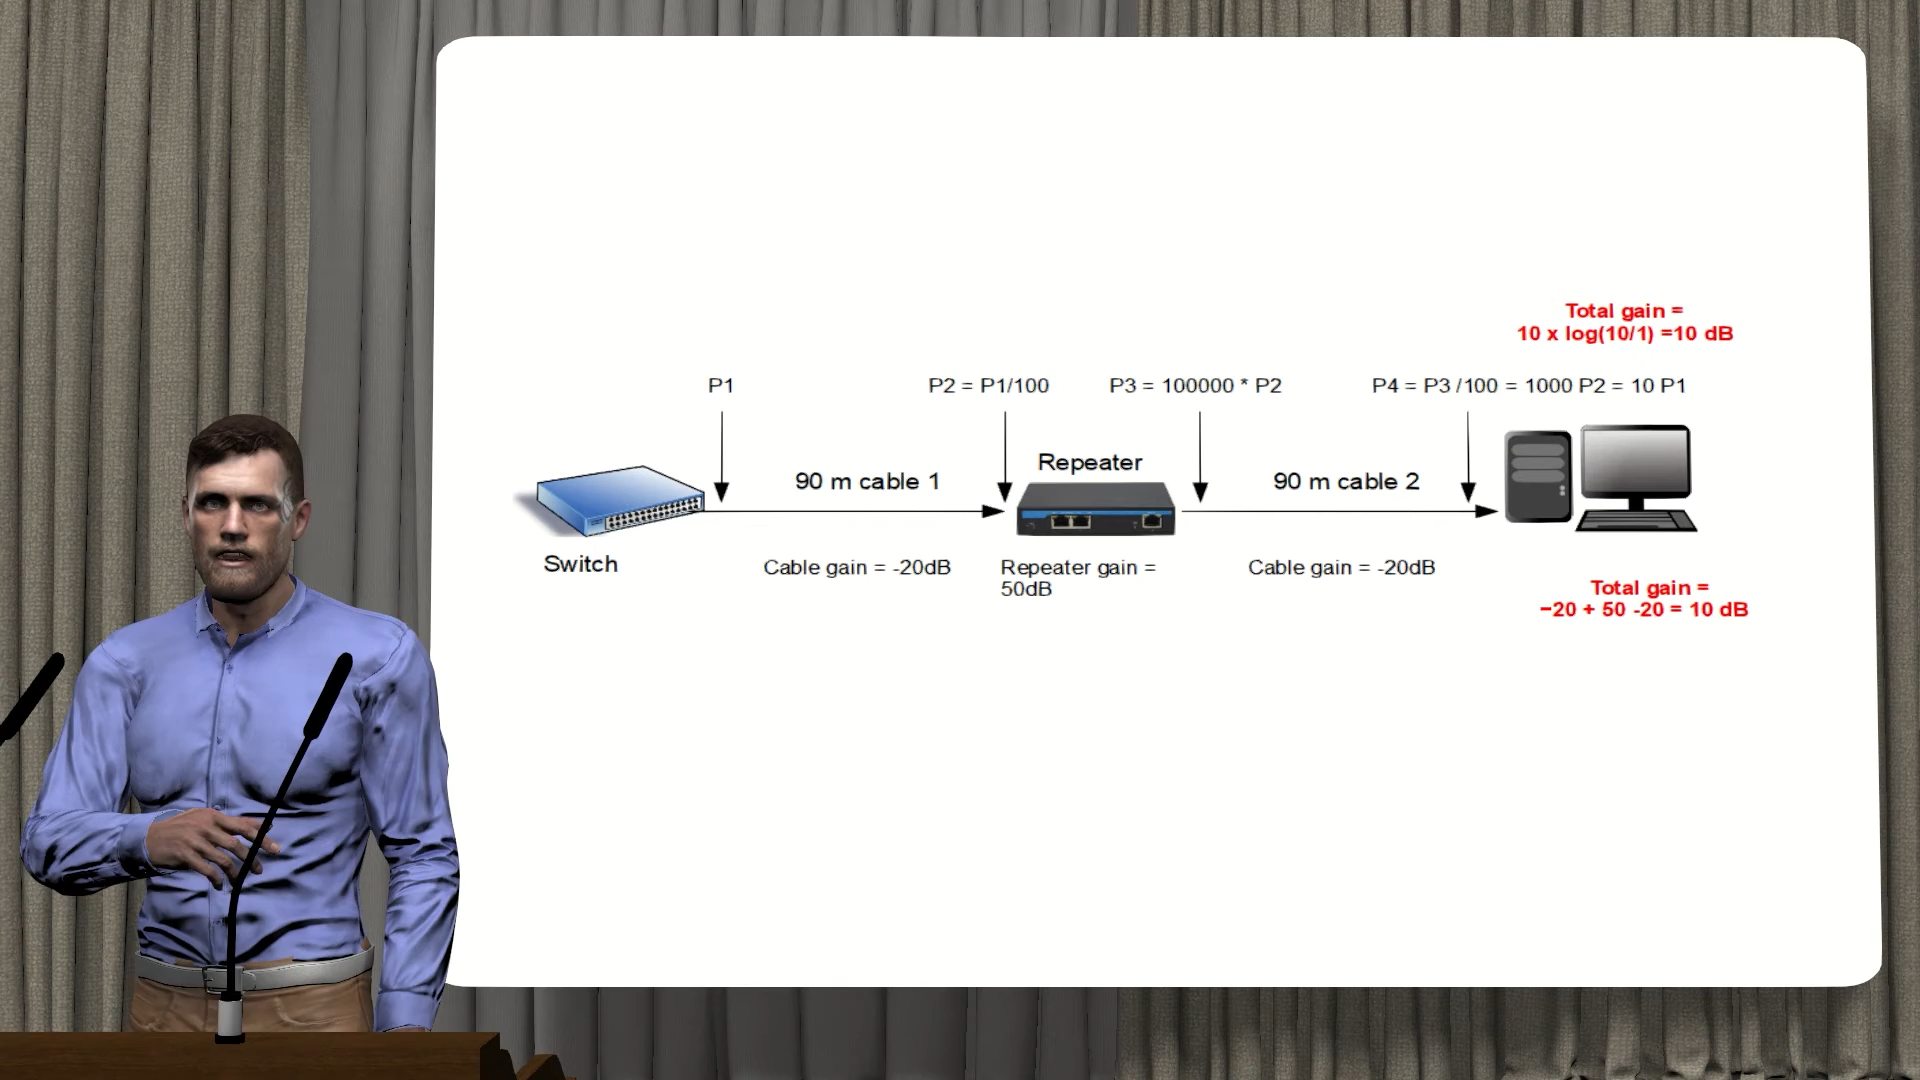 Total gain =
10 x log(10/1) =10 dB
P1
P2 = P1/100
P3 = 100000 * P2
P4 = P3 /100 = 1000 P2 = 10 P1
Repeater
90 m cable 1
90 m cable 2
Switch
Cable gain = -20dB
Repeater gain =
50dB
Cable gain = -20dB
Total gain =
−20 + 50 -20 = 10 dB